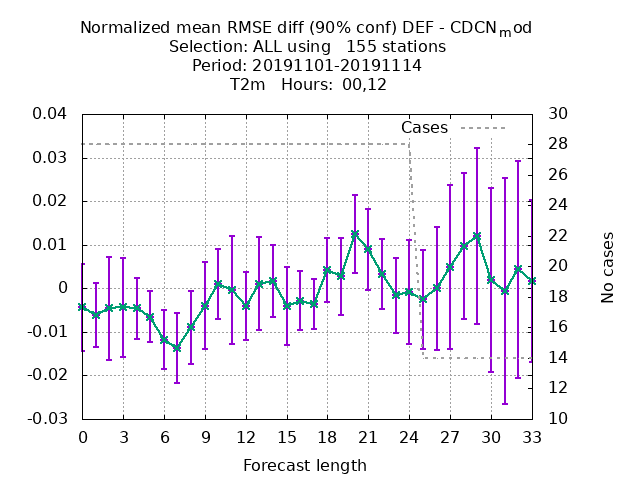 Normalized mean RMSE diff (90% conf) DEF - CDCNmod
Selection: ALL using   155 stations
Period: 20191101-20191114
T2m   Hours: 00,12
Cases
0.04
0.03
0.02
0.01
0
-0.01
-0.02
-0.03
30
28
26
24
22
20
18
16
14
12
10
No cases
0 3 6 9 12 15 18 21 24 27 30 33
Forecast length